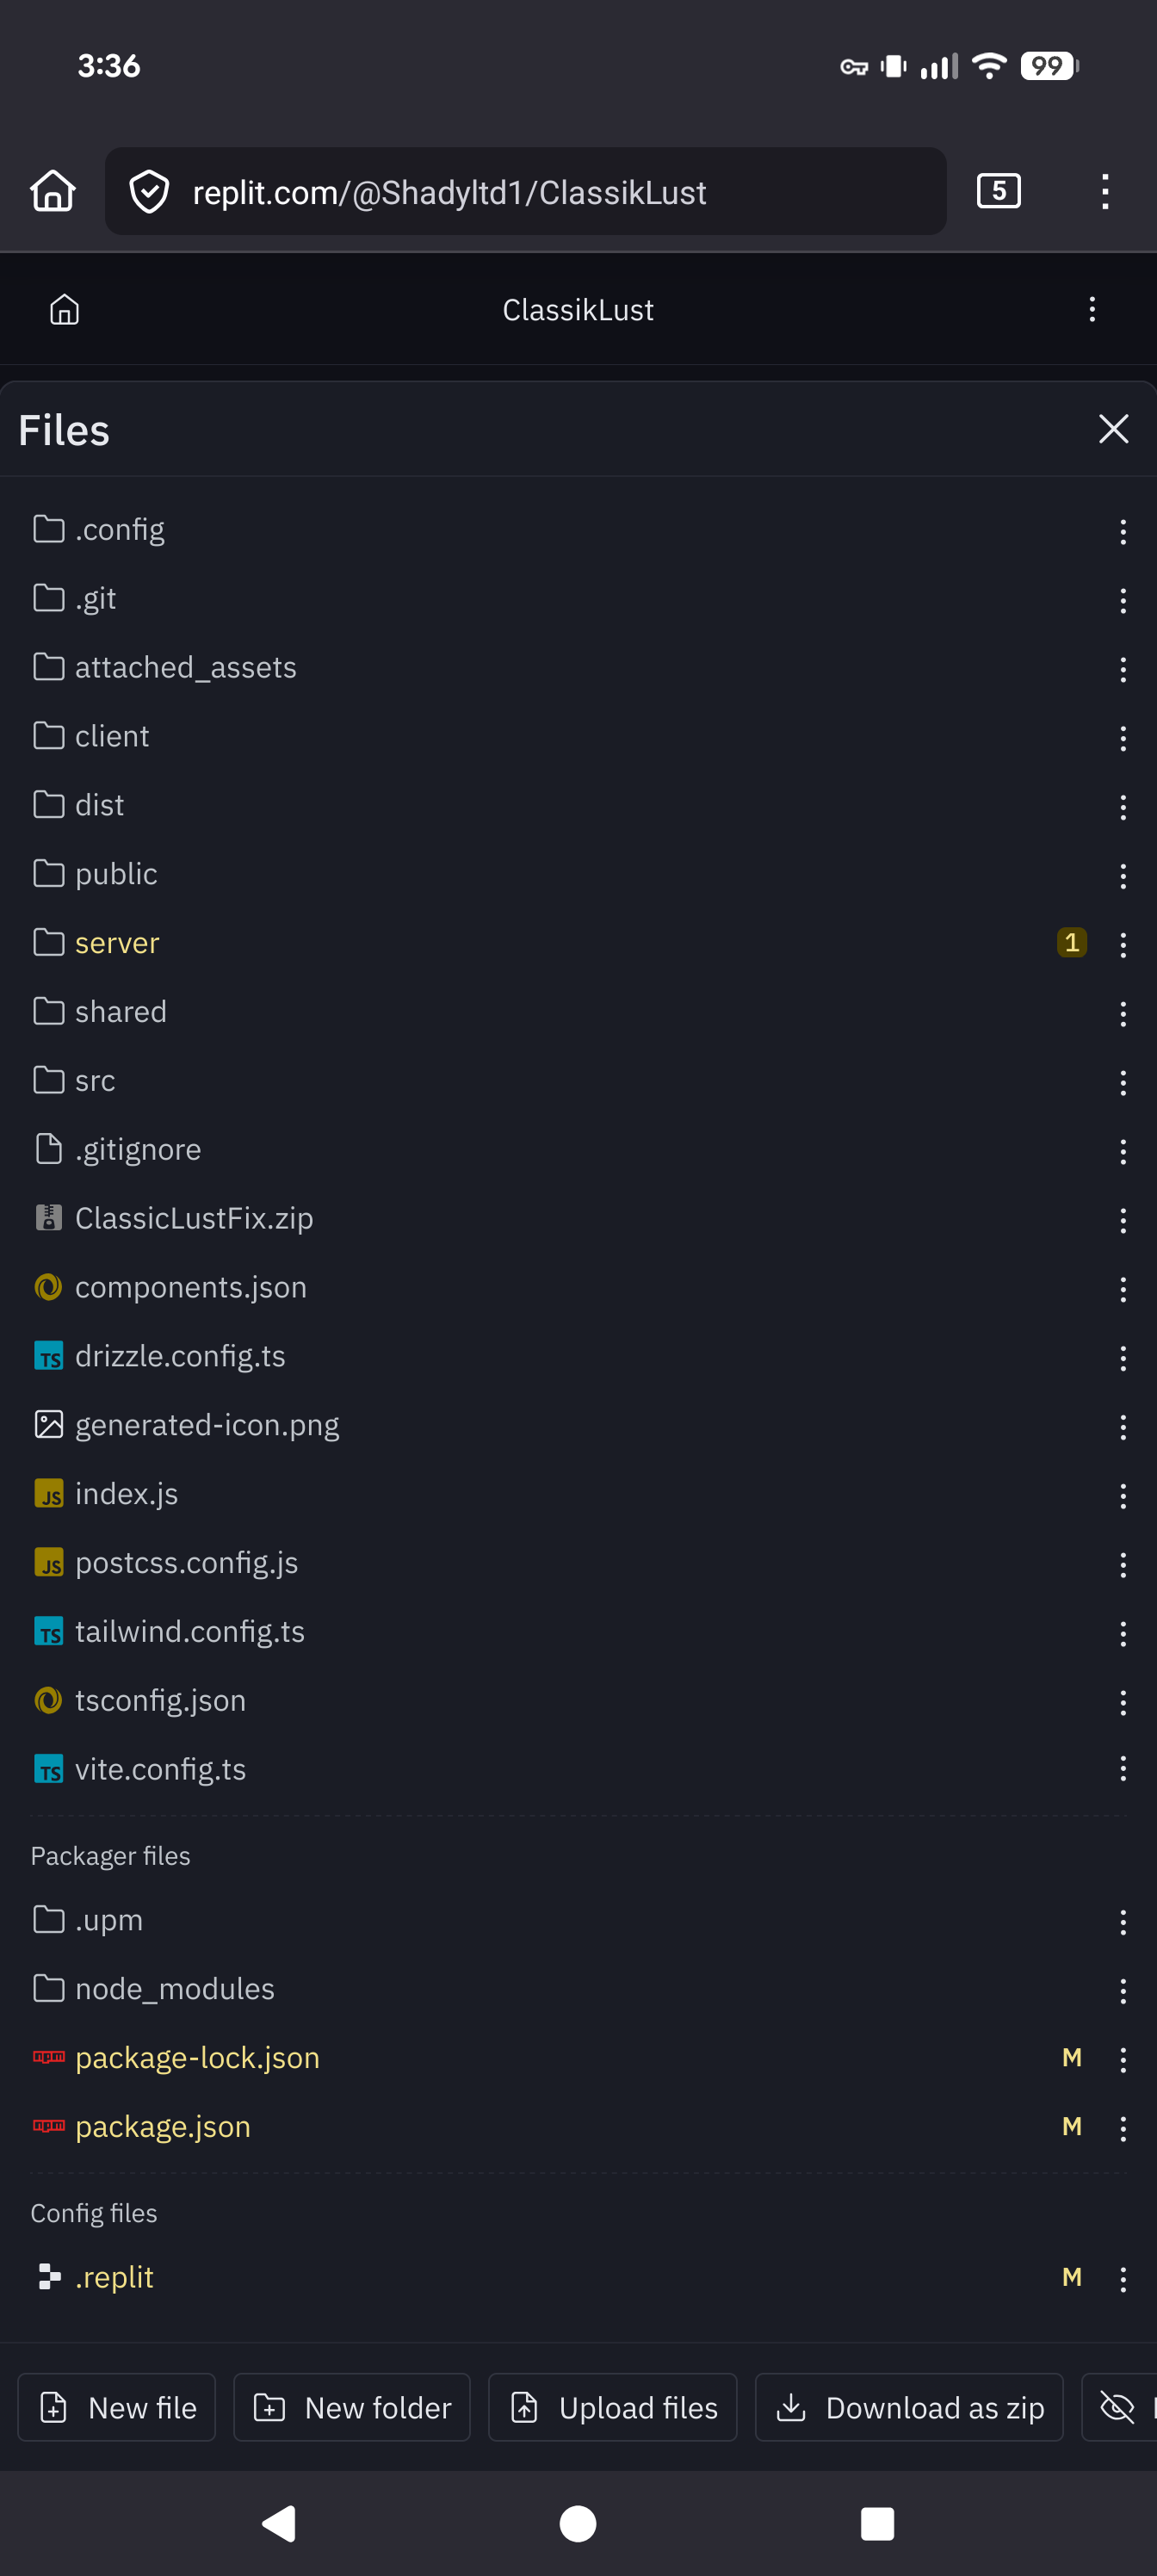 3:36
99
replit.com/@Shadyltd1/ClassikLust
5
ClassikLust
Files
.config
.git
attached_assets
client
dist
public
server 1
shared
src
.gitignore
ClassicLustFix.zip
components.json
TS drizzle.config.ts
generated-icon.png
JS index.js
JS postcss.config.js
TS tailwind.config.ts
tsconfig.json
TS vite.config.ts
Packager files
.upm
node_modules
npm package-lock.json M
npm package.json M
Config files
.replit M
New file New folder Upload files Download as zip